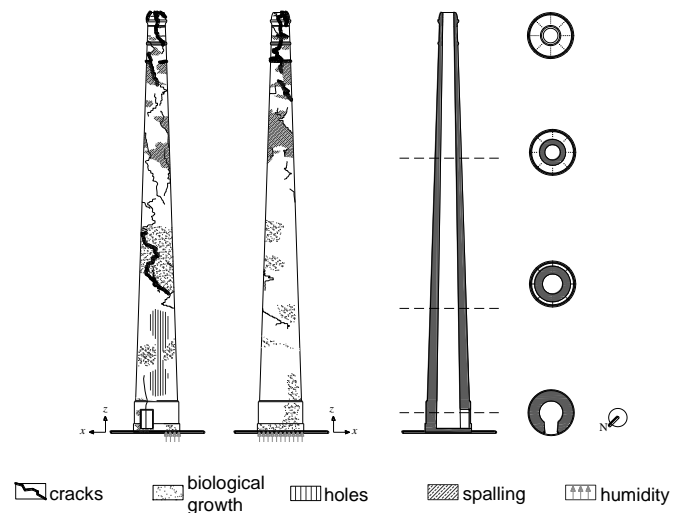 z
x
z
x
N
cracks
biological
growth
holes
spalling
humidity